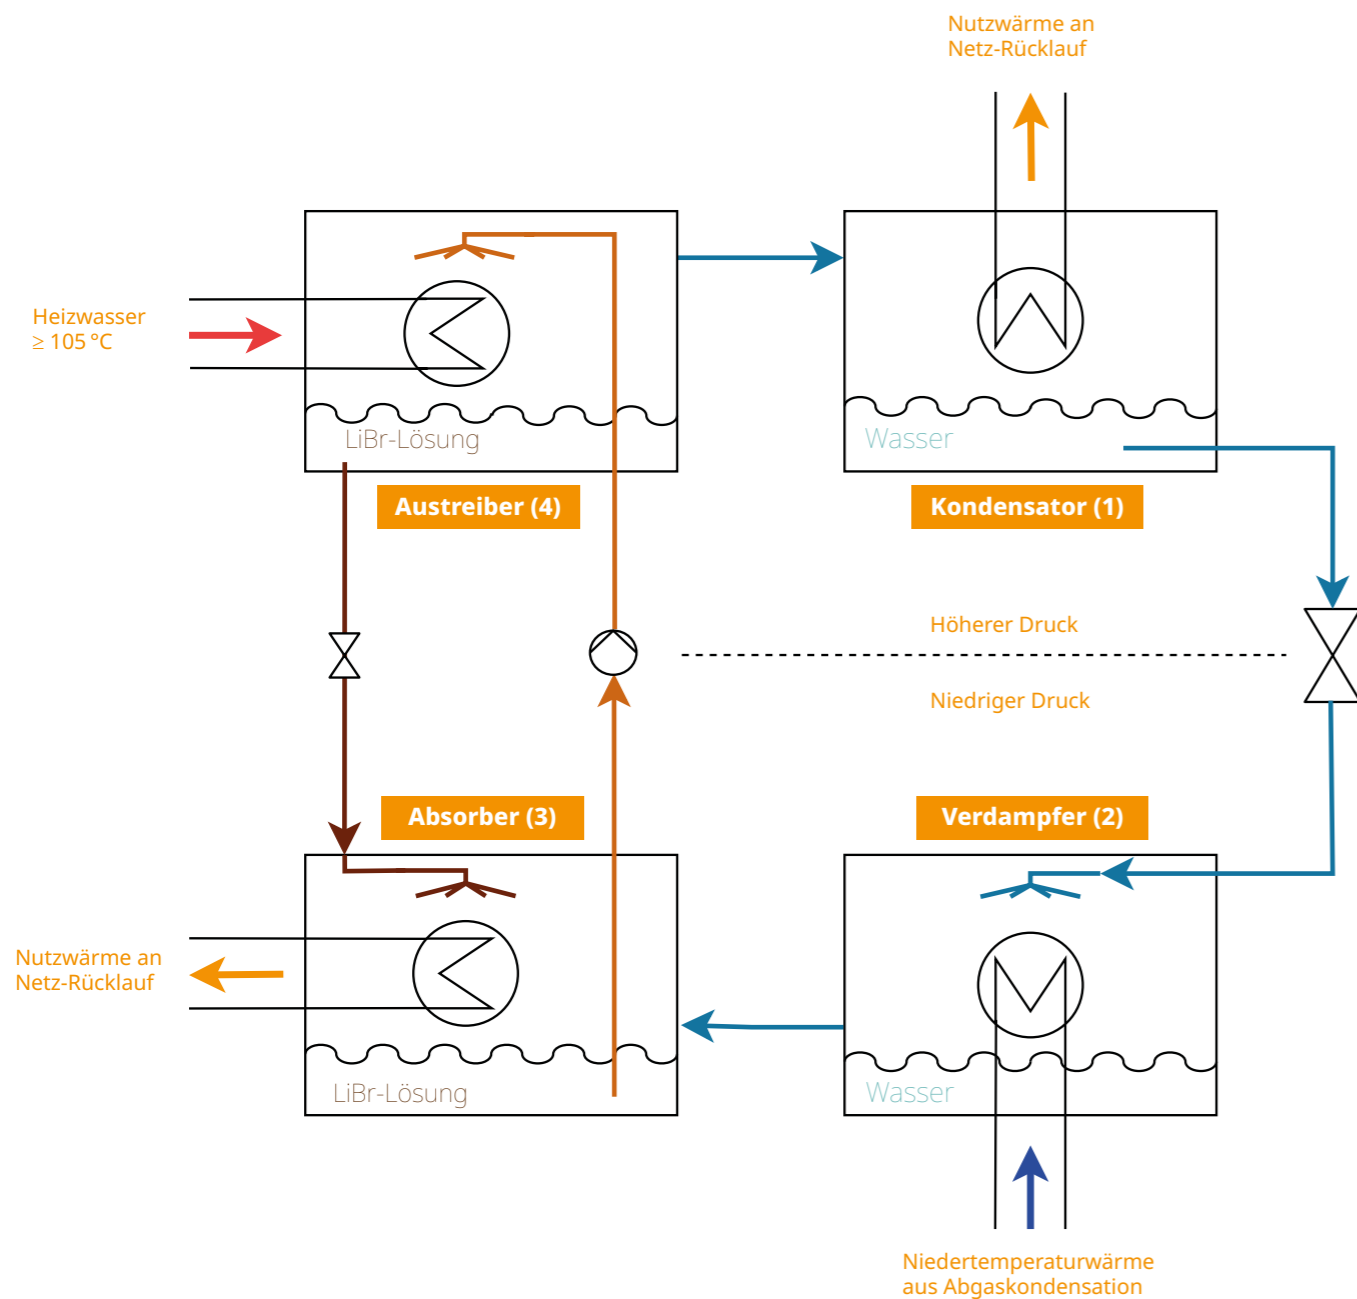 Nutzwärme an
Netz-Rücklauf
Heizwasser
≥ 105 °C
LiBr-Lösung
Wasser
Austreiber (4)
Kondensator (1)
Höherer Druck
Niedriger Druck
Absorber (3)
Verdampfer (2)
Nutzwärme an
Netz-Rücklauf
LiBr-Lösung
Wasser
Niedertemperaturwärme
aus Abgaskondensation